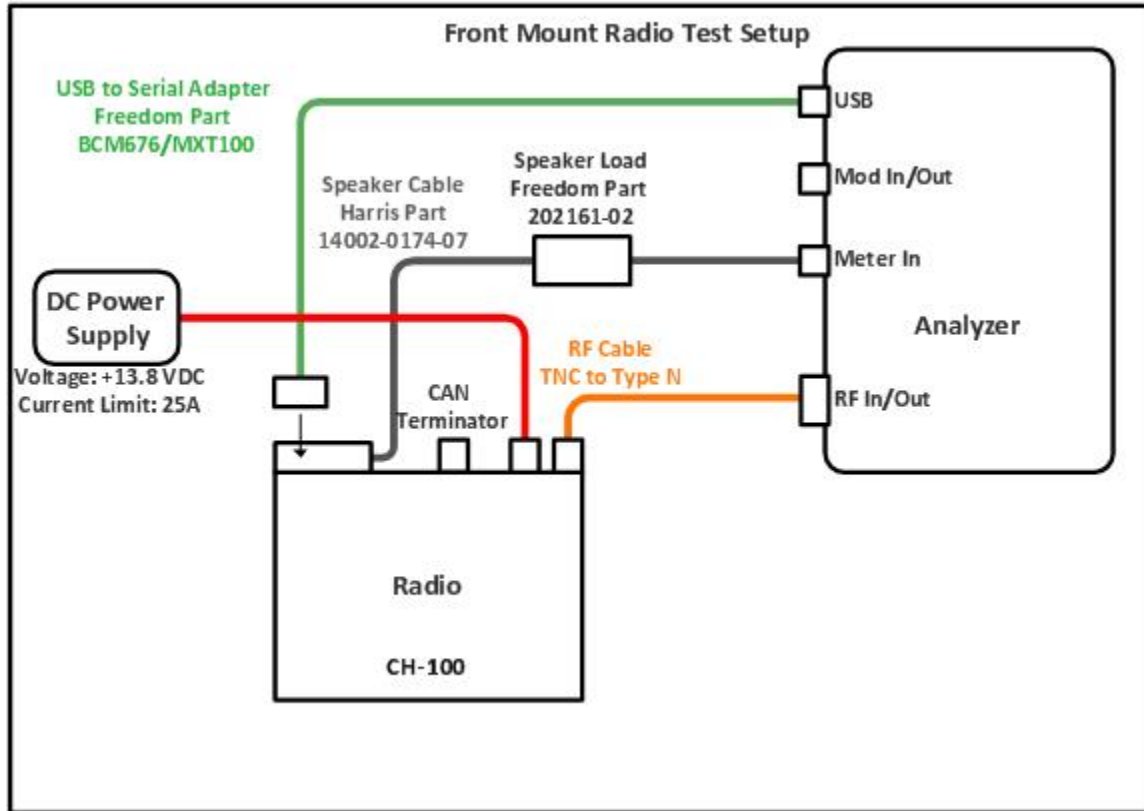 Front Mount Radio Test Setup
USB to Serial Adapter
Freedom Part
BCM676/MXT100
USB
Speaker Load
Freedom Part
202161-02
Mod In/Out
Speaker Cable
Harris Part
14002-0174-07
Meter In
DC Power
Supply
Analyzer
Voltage: +13.8 VDC
Current Limit: 25A
RF Cable
TNC to Type N
CAN
Terminator
RF In/Out
Radio
CH-100